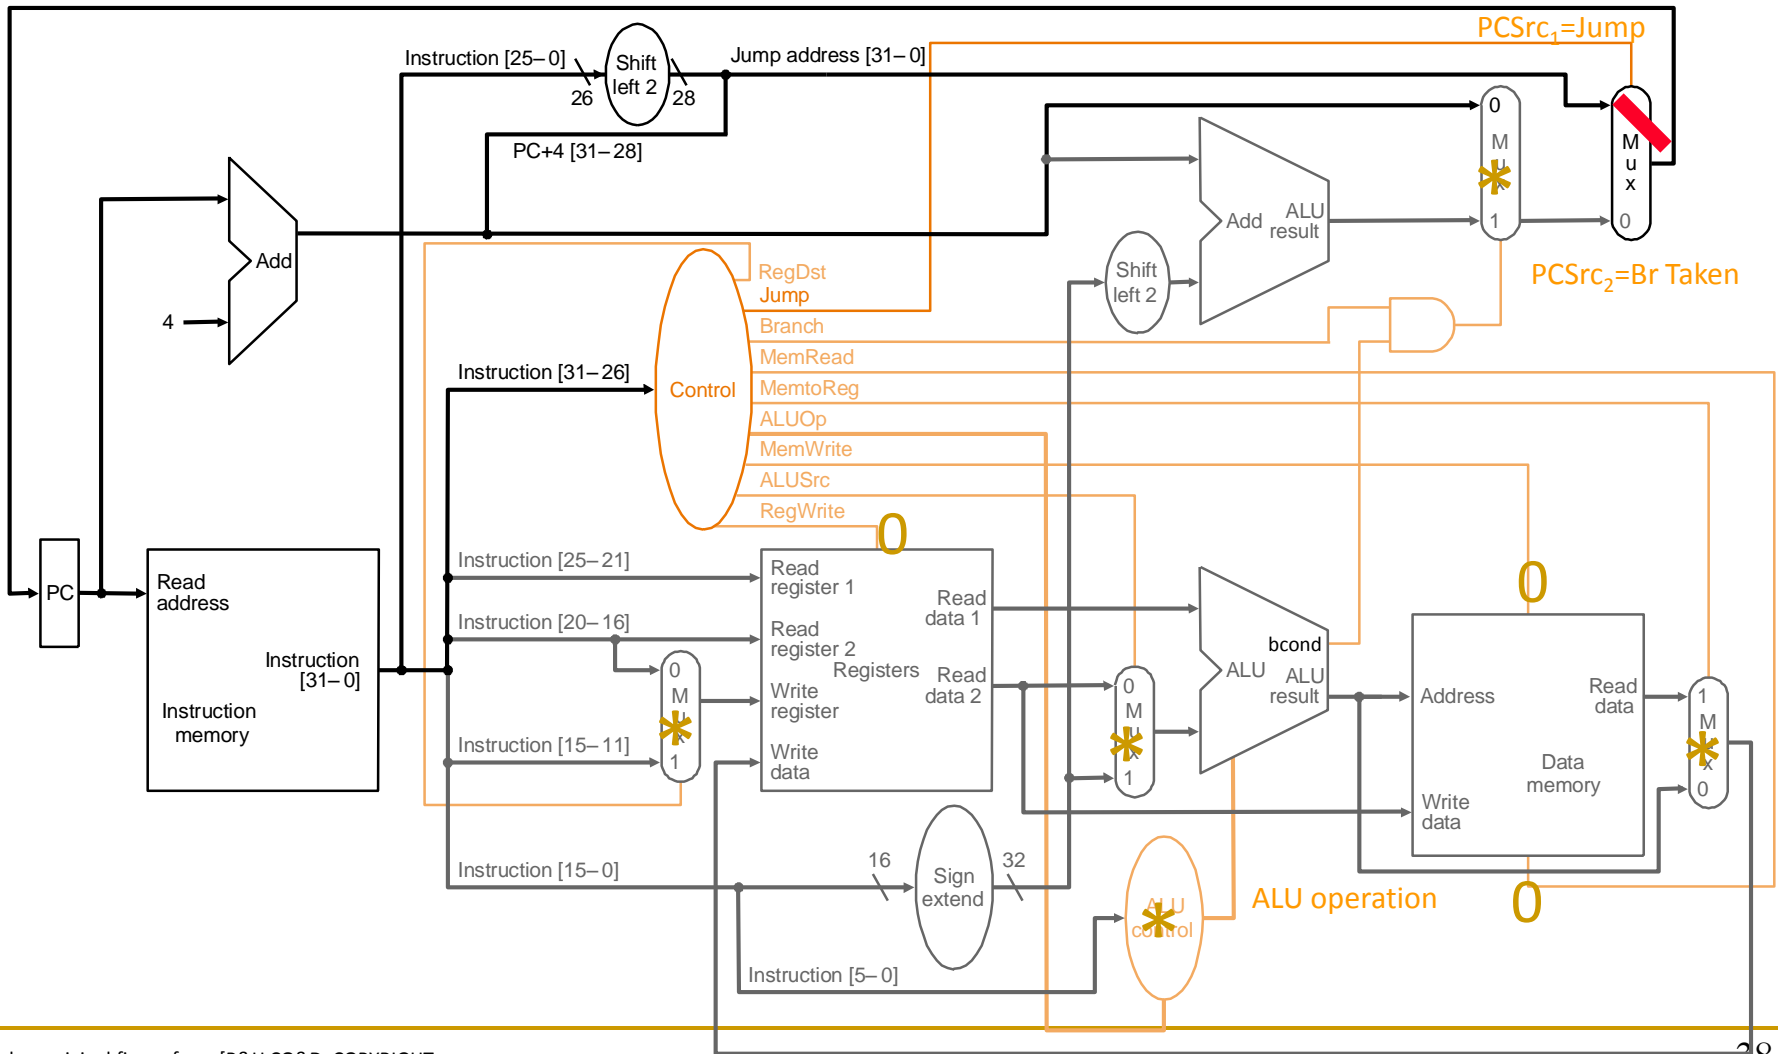 PCSrc1=Jump
Instruction [25–0]
Shift
left 2
Jump address [31–0]
26
28
PC+4 [31–28]
0
M
u
x
1
M
u
x
0
Add
4
Add
ALU
result
Shift
left 2
PCSrc2=Br Taken
RegDst
Jump
Branch
MemRead
MemtoReg
ALUOp
MemWrite
ALUSrc
RegWrite
Control
Instruction [31–26]
0
PC
Read
address
Instruction
[31–0]
Instruction
memory
Instruction [25–21]
Instruction [20–16]
Instruction [15–11]
Instruction [15–0]
0
M
u
x
1
Read
register 1
Read
register 2
Registers
Write
register
Write
data
Read
data 1
Read
data 2
0
M
u
x
1
bcond
ALU
ALU
result
0
Address
Read
data
Data
memory
Write
data
0
1
M
u
x
0
16
Sign
extend
32
ALU
control
ALU operation
Instruction [5–0]